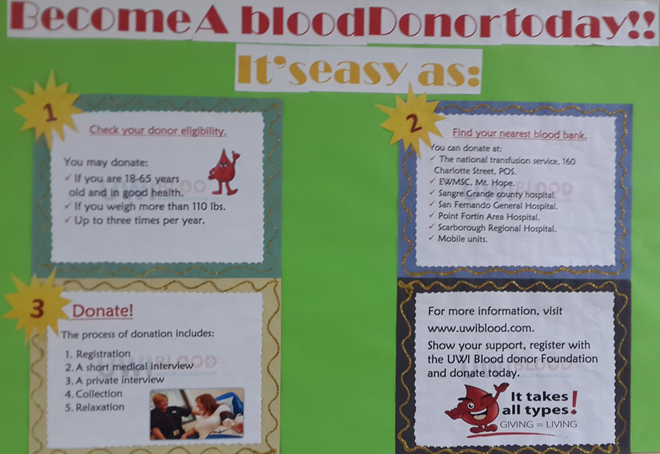 Become A blood Donor today!!
It's easy as:
1
Check your donor eligibility.
You may donate:
✓ If you are 18-65 years
old and in good health.
✓ If you weigh more than 110 lbs.
✓ Up to three times per year.
2
Find your nearest blood bank.
You can donate at:
✓ The national transfusion service, 160
Charlotte Street, POS.
✓ EWMSC, Mt. Hope.
✓ Sangre Grande county hospital.
✓ San Fernando General Hospital.
✓ Point Fortin Area Hospital.
✓ Scarborough Regional Hospital.
✓ Mobile units.
3
Donate!
The process of donation includes:
1. Registration
2. A short medical interview
3. A private interview
4. Collection
5. Relaxation
For more information, visit
www.uwiblood.com.
Show your support, register with
the UWI Blood donor Foundation
and donate today.
It takes
all types!
GIVING = LIVING